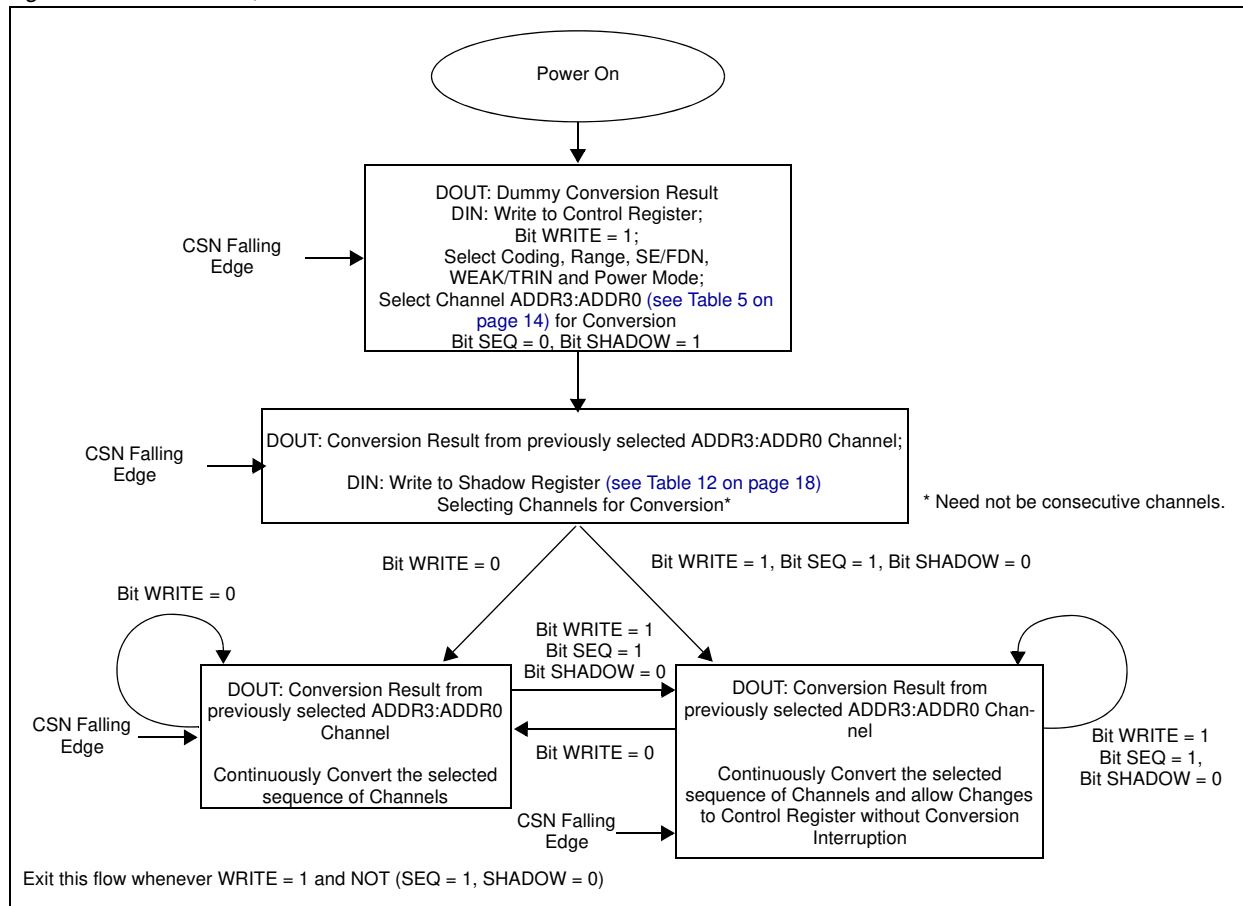 Power On
DOUT: Dummy Conversion Result
DIN: Write to Control Register;
Bit WRITE = 1;
Select Coding, Range, SE/FDN,
WEAK/TRIN and Power Mode;
Select Channel ADDR3:ADDR0 (see Table 5 on
page 14) for Conversion
Bit SEQ = 0, Bit SHADOW = 1
CSN Falling
Edge
DOUT: Conversion Result from previously selected ADDR3:ADDR0 Channel;
DIN: Write to Shadow Register (see Table 12 on page 18)
Selecting Channels for Conversion*
CSN Falling
Edge
* Need not be consecutive channels.
Bit WRITE = 0
Bit WRITE = 1, Bit SEQ = 1, Bit SHADOW = 0
Bit WRITE = 0
Bit WRITE = 1
Bit SEQ = 1
Bit SHADOW = 0
DOUT: Conversion Result from
previously selected ADDR3:ADDR0
Channel
Continuously Convert the selected
sequence of Channels
CSN Falling
Edge
Bit WRITE = 0
DOUT: Conversion Result from
previously selected ADDR3:ADDR0 Chan-
nel
Continuously Convert the selected
sequence of Channels and allow Changes
to Control Register without Conversion
Interruption
CSN Falling
Edge
Bit WRITE = 1
Bit SEQ = 1,
Bit SHADOW = 0
Exit this flow whenever WRITE = 1 and NOT (SEQ = 1, SHADOW = 0)